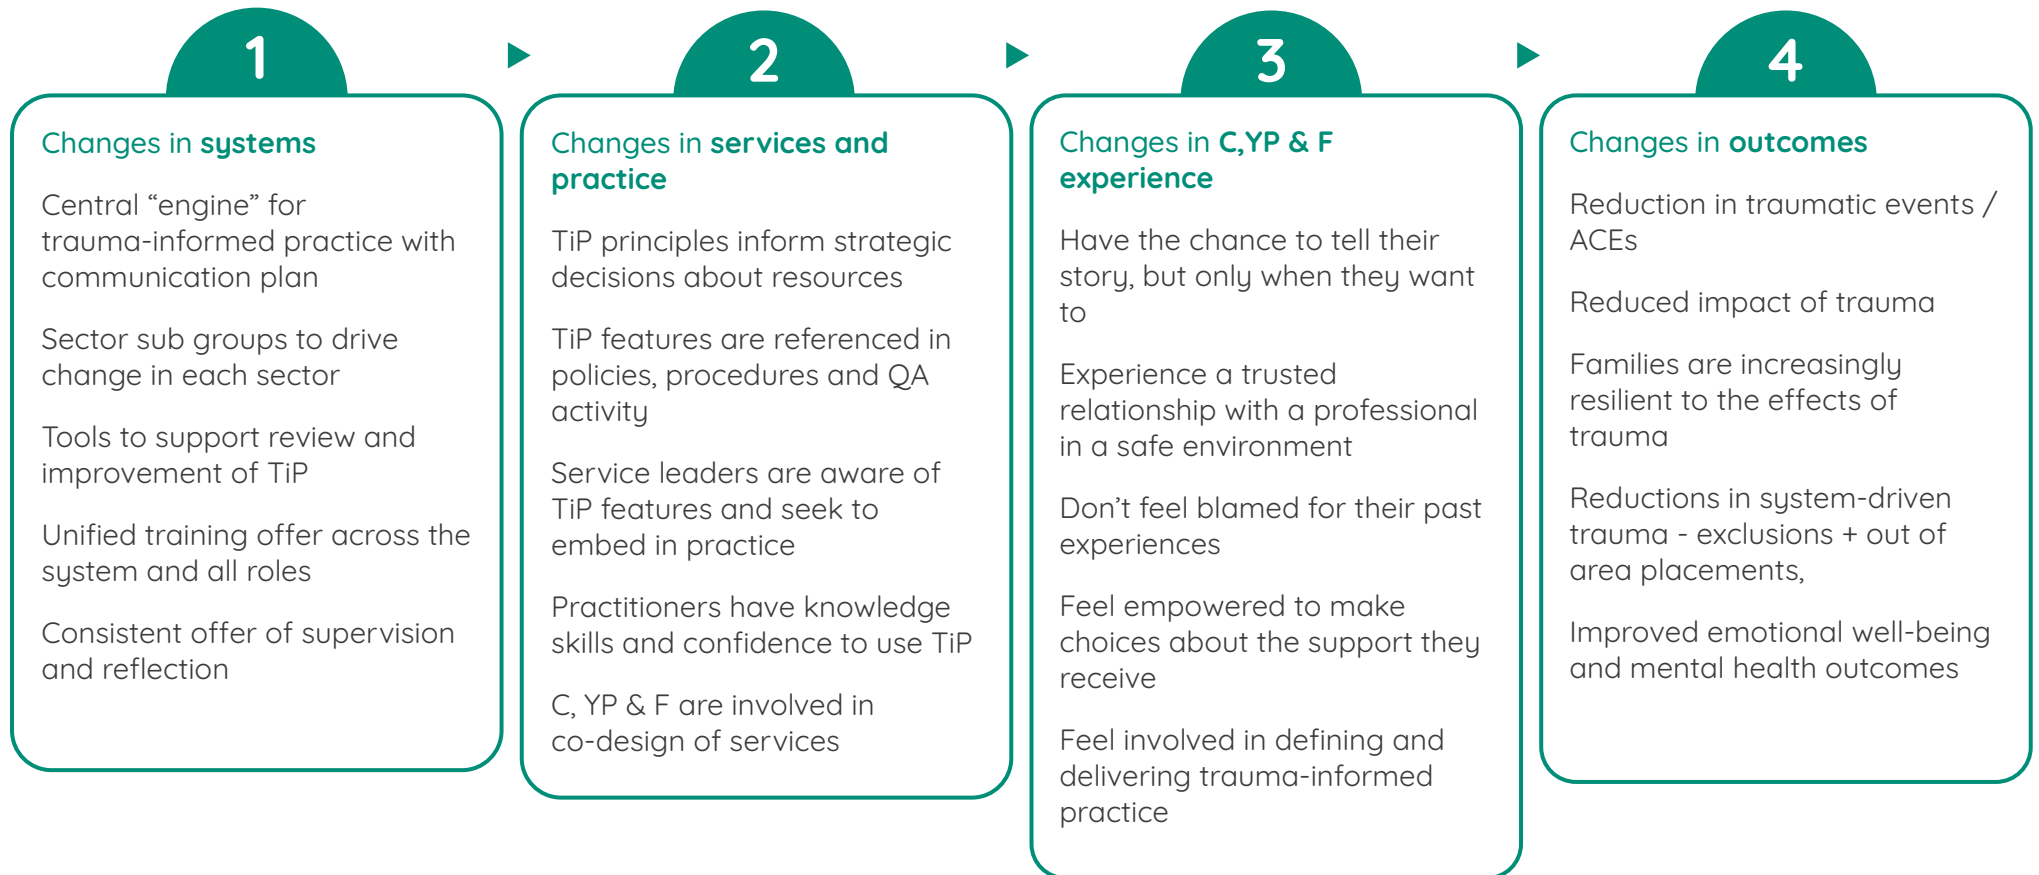 1
Changes in systems
Central “engine” for
trauma-informed practice with
communication plan
Sector sub groups to drive
change in each sector
Tools to support review and
improvement of TiP
Unified training offer across the
system and all roles
Consistent offer of supervision
and reflection
2
Changes in services and
practice
TiP principles inform strategic
decisions about resources
TiP features are referenced in
policies, procedures and QA
activity
Service leaders are aware of
TiP features and seek to
embed in practice
Practitioners have knowledge
skills and confidence to use TiP
C, YP & F are involved in
co-design of services
3
Changes in C,YP & F
experience
Have the chance to tell their
story, but only when they want
to
Experience a trusted
relationship with a professional
in a safe environment
Don’t feel blamed for their past
experiences
Feel empowered to make
choices about the support they
receive
Feel involved in defining and
delivering trauma-informed
practice
4
Changes in outcomes
Reduction in traumatic events /
ACEs
Reduced impact of trauma
Families are increasingly
resilient to the effects of
trauma
Reductions in system-driven
trauma - exclusions + out of
area placements,
Improved emotional well-being
and mental health outcomes